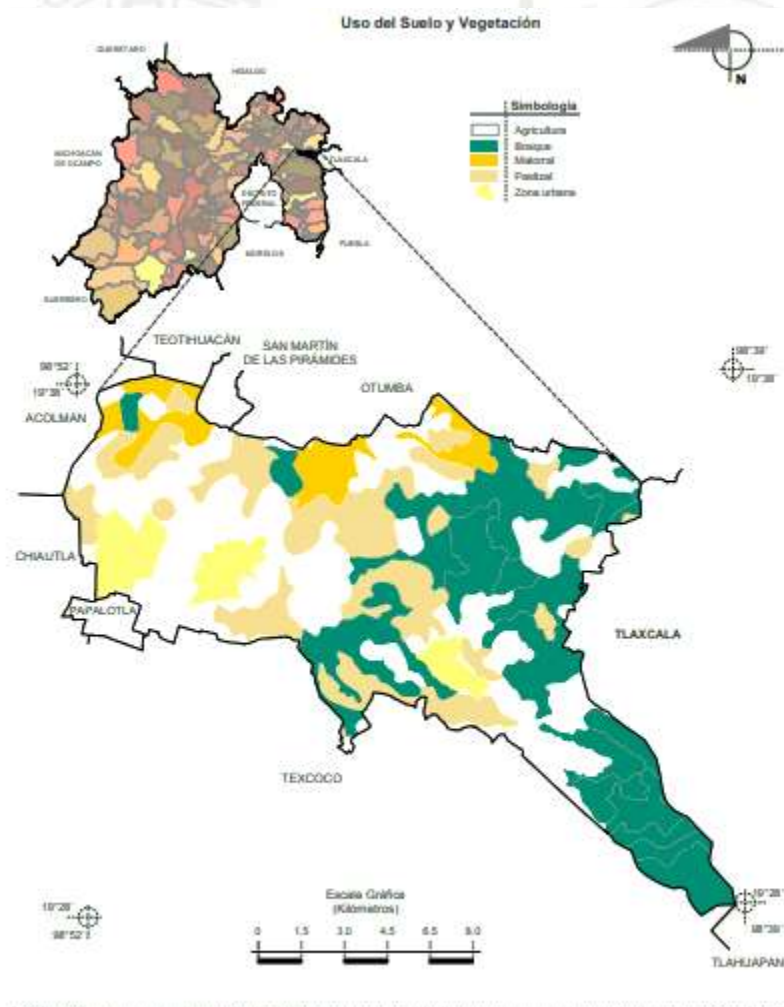 Uso del Suelo y Vegetación
QUERETARO
HIDALGO
MICHOACÁN
DE OCAMPO
TLAXCALA
DISTRITO
FEDERAL
MORELOS
PUEBLA
GUERRERO
N
Simbología
Agricultura
Bosque
Matorral
Pastizal
Zona urbana
TEOTIHUACÁN
SAN MARTÍN
DE LAS PIRÁMIDES
OTUMBA
98°52'
19°38'
ACOLMAN
98°39'
19°38'
CHIAUTLA
PAPALOTLA
TLAXCALA
TEXCOCO
Escala Gráfica
(Kilómetros)
0 1.5 3.0 4.5 6.5 8.0
19°28'
98°52'
19°28'
98°39'
TLAHUAPAN